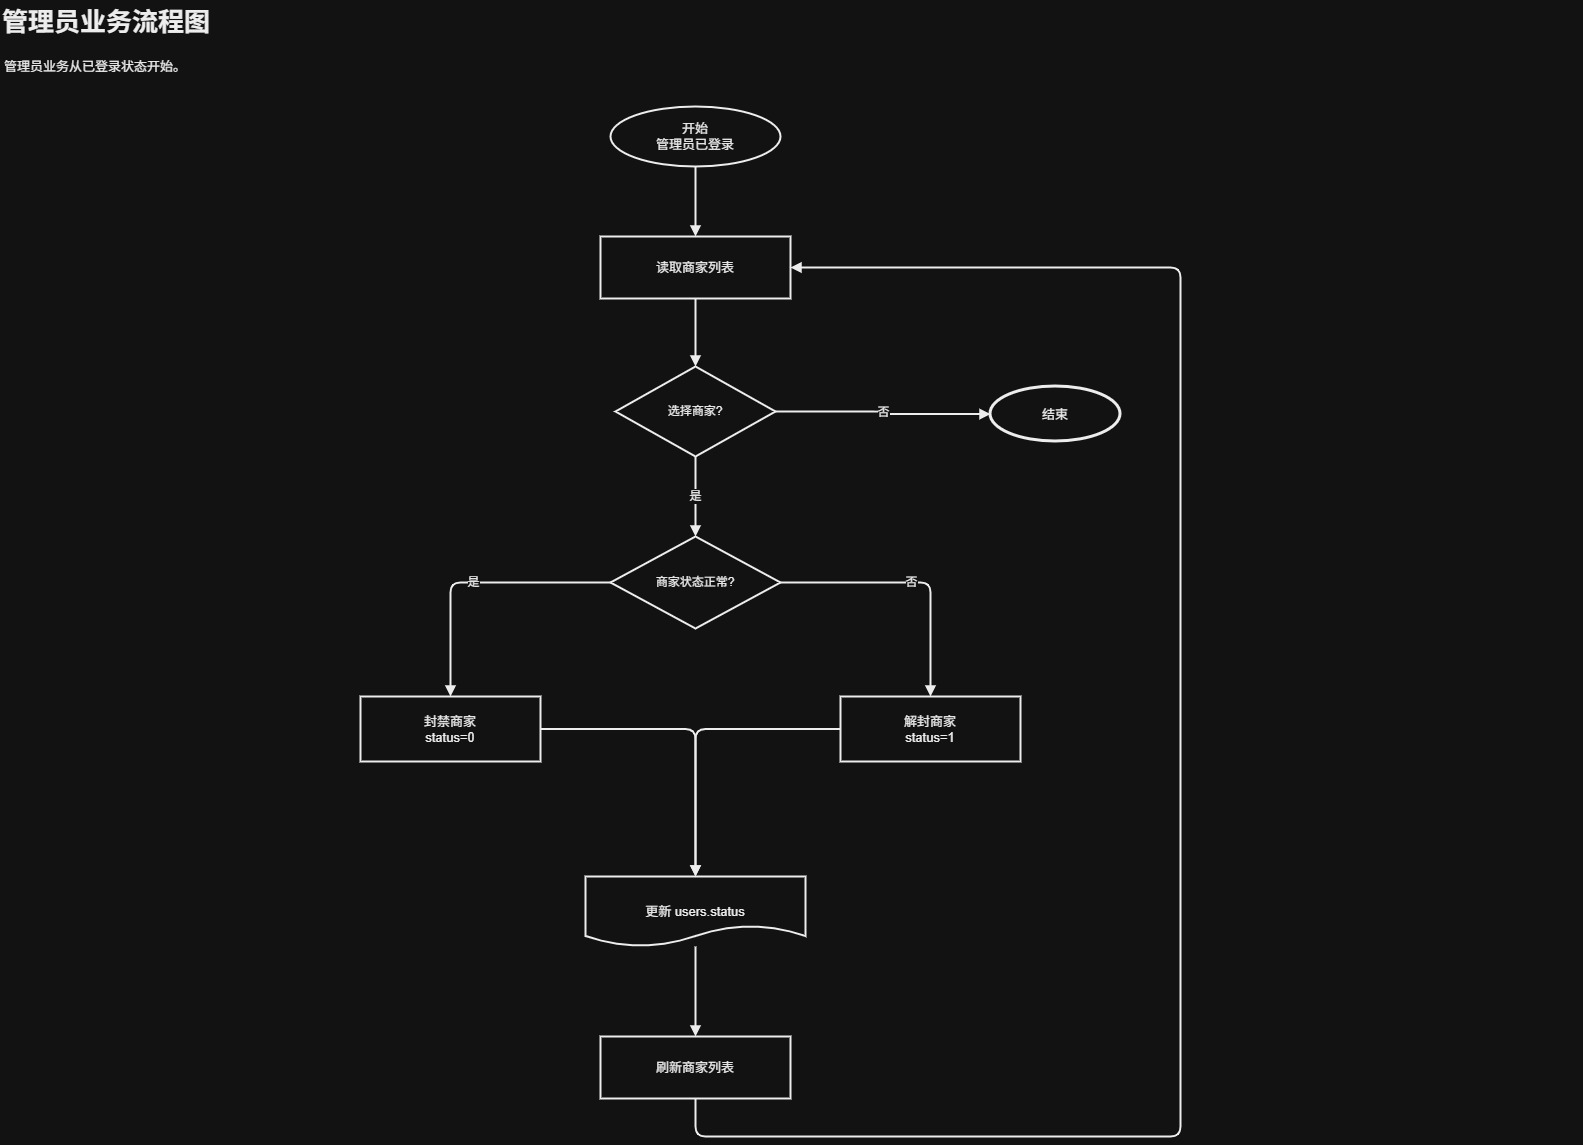 管理员业务流程图
管理员业务从已登录状态开始。
开始
管理员已登录
读取商家列表
选择商家?
否
结束
是
商家状态正常?
是
否
封禁商家
status=0
解封商家
status=1
更新 users.status
刷新商家列表